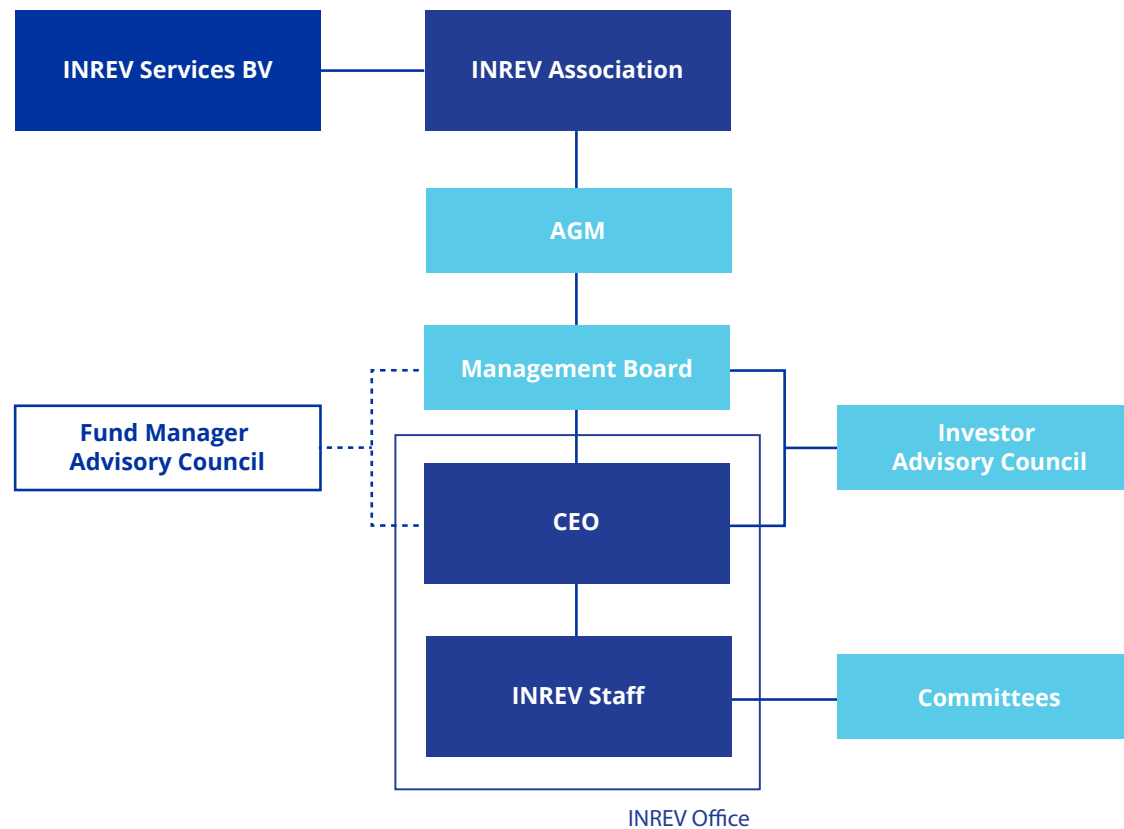 INREV Services BV
INREV Association
AGM
Management Board
Fund Manager
Advisory Council
Investor
Advisory Council
CEO
INREV Staff
Committees
INREV Office